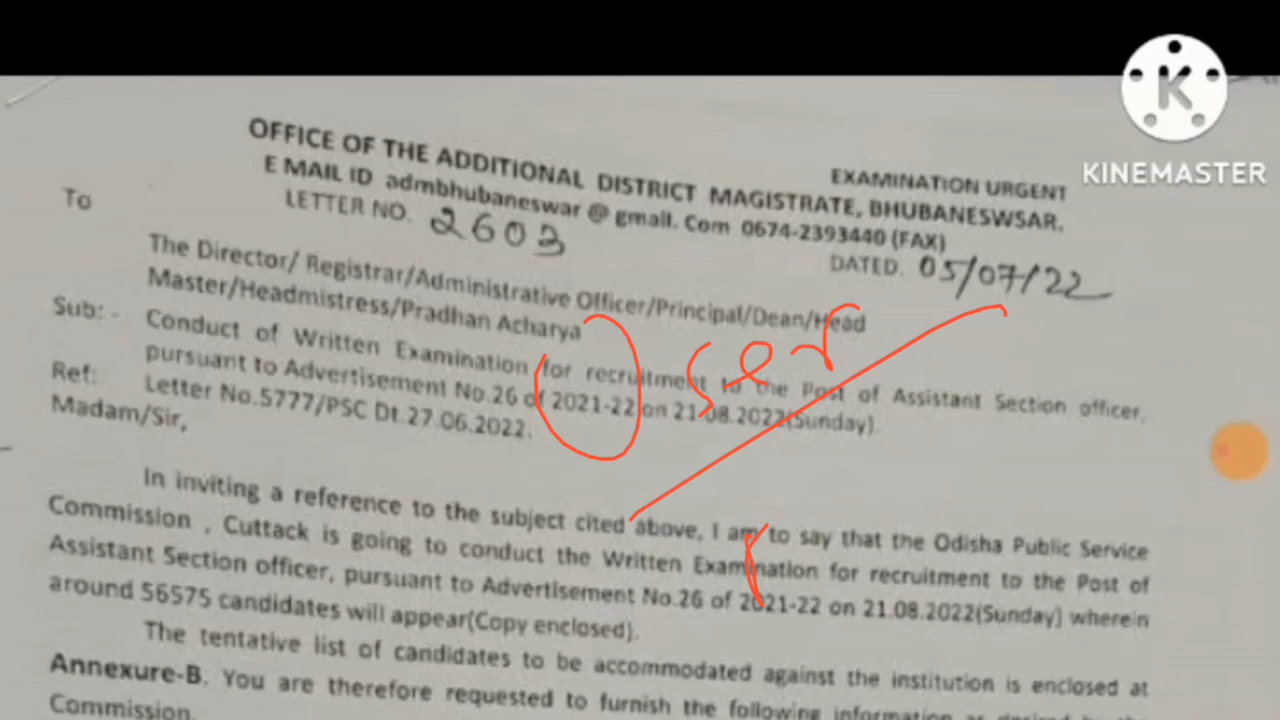 KINEMASTER
EXAMINATION URGENT
OFFICE OF THE ADDITIONAL DISTRICT MAGISTRATE, BHUBANESWSAR.
E MAIL ID admbhubaneswar @ gmail. Com 0674-2393440 (FAX)
LETTER NO. 2603 DATED. 05/07/22
To
The Director/ Registrar/Administrative Officer/Principal/Dean/Head
Master/Headmistress/Pradhan Acharya
Sub: - Conduct of Written Examination for recruitment to the Post of Assistant Section officer,
pursuant to Advertisement No.26 of 2021-22 on 21.08.2022(Sunday).
Ref: Letter No.5777/PSC Dt.27.06.2022.
Madam/Sir,
In inviting a reference to the subject cited above, I am to say that the Odisha Public Service
Commission , Cuttack is going to conduct the Written Examination for recruitment to the Post of
Assistant Section officer, pursuant to Advertisement No.26 of 2021-22 on 21.08.2022(Sunday) wherein
around 56575 candidates will appear(Copy enclosed).
The tentative list of candidates to be accommodated against the institution is enclosed at
Annexure-B. You are therefore requested to furnish the following information as desired by the
Commission.